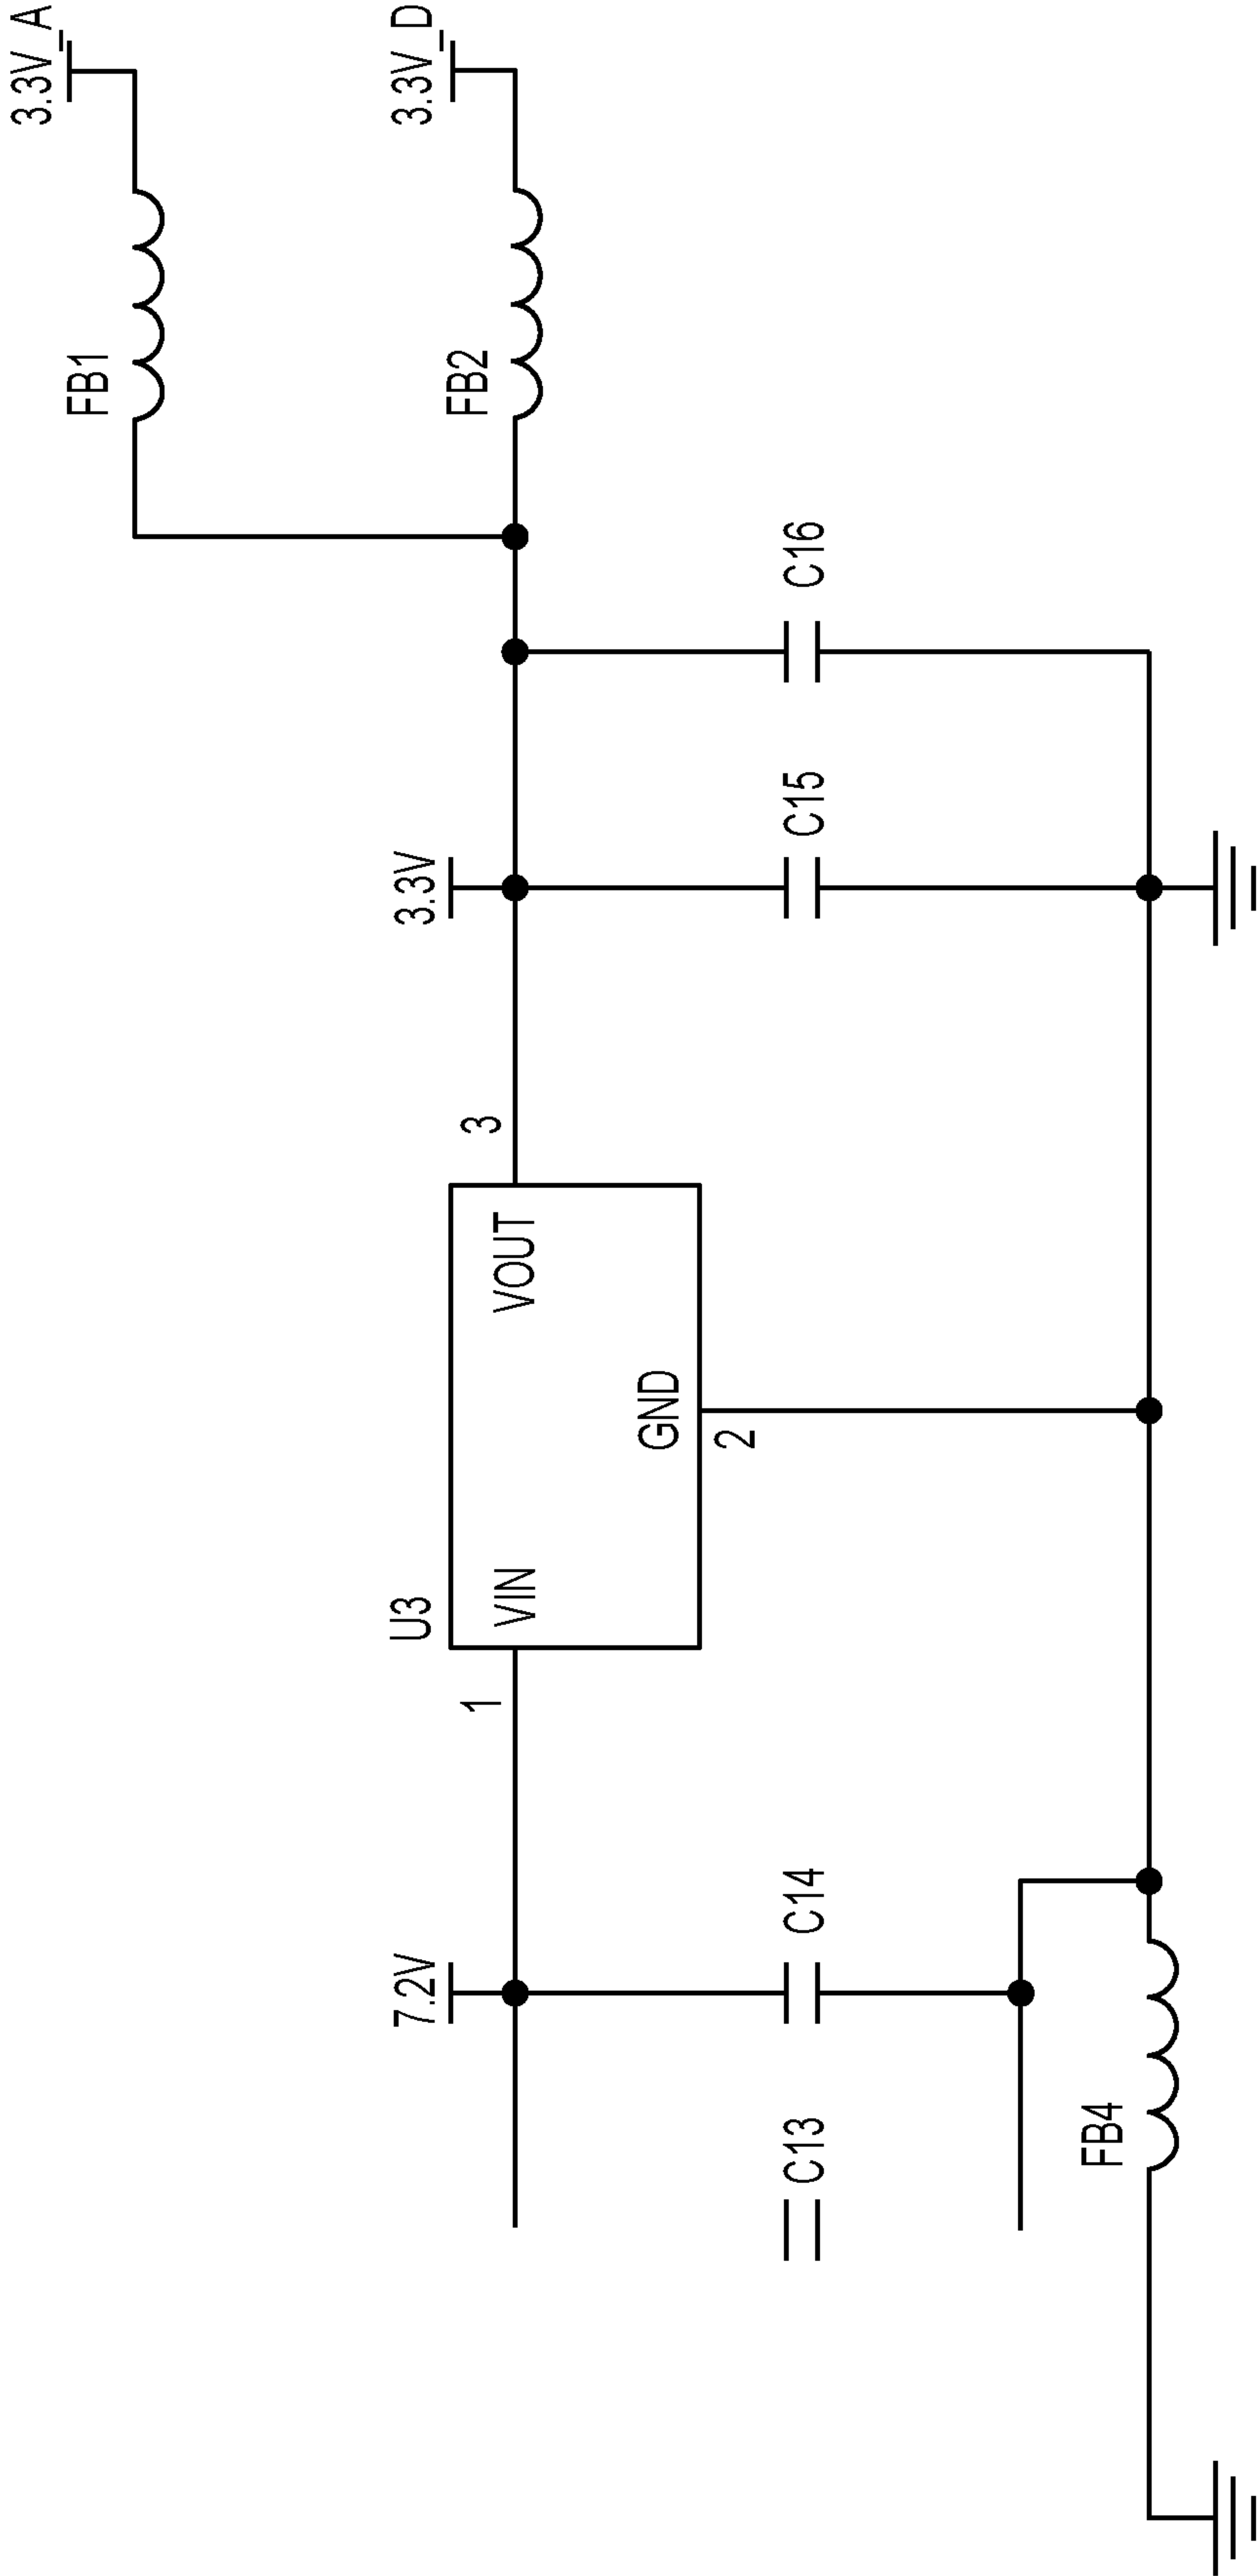 3.3V_A
FB1
7.2V
U3
3.3V
3.3V_D
1
VIN
VOUT
3
FB2
GND
2
C13
C14
C15
C16
FB4